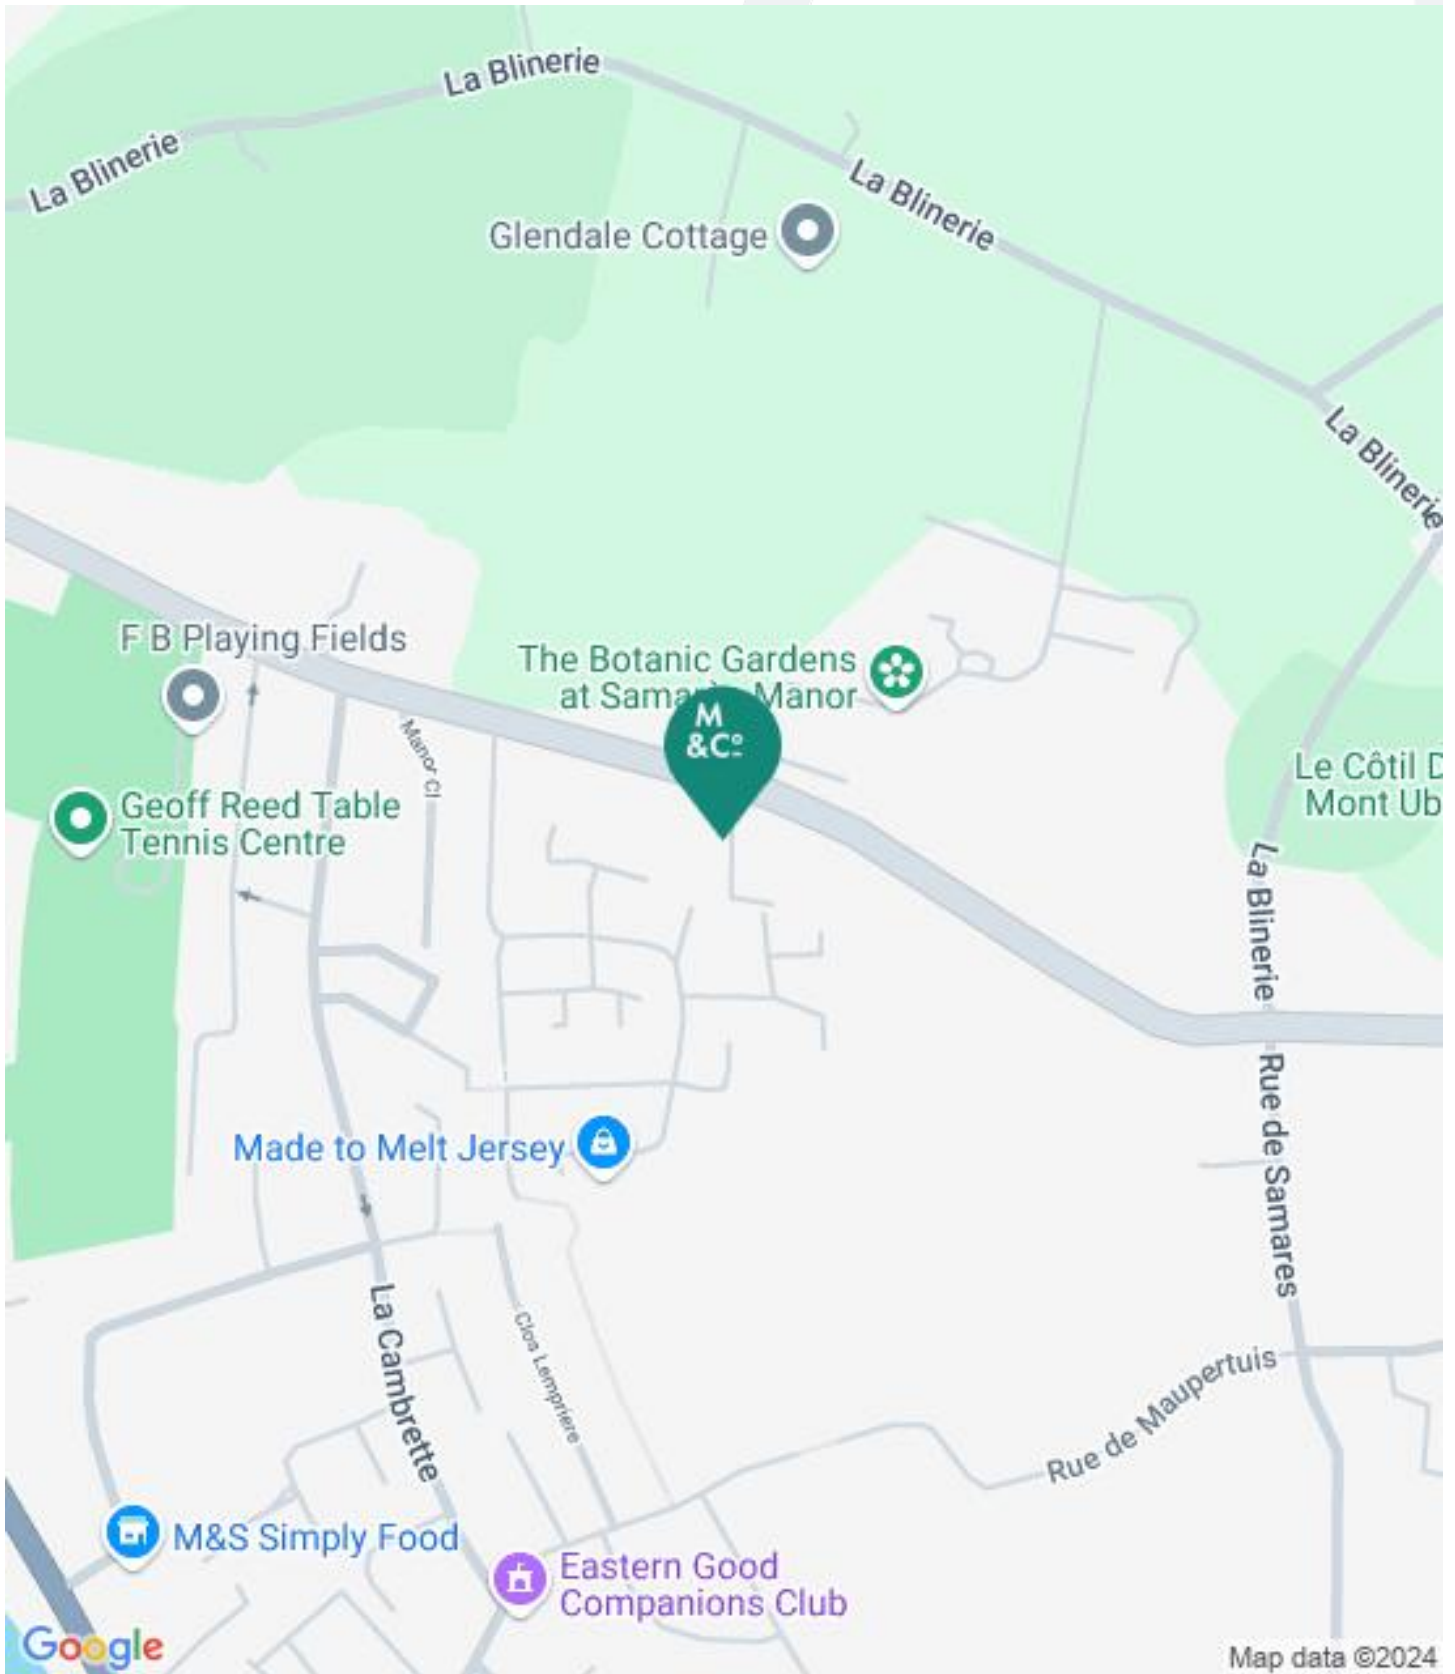 La Blinerie
La Blinerie
La Blinerie
Glendale Cottage
La Blinerie
F B Playing Fields
The Botanic Gardens
at Manor
M
&Cº
Manor Cl
Le Côtil
Mont
Geoff Reed Table
Tennis Centre
La Blinerie
Rue de Samares
Made to Melt Jersey
La Cambrette
Clos Lempriere
Rue de Maupertuis
M&S Simply Food
Eastern Good
Companions Club
Google
Map data ©2024